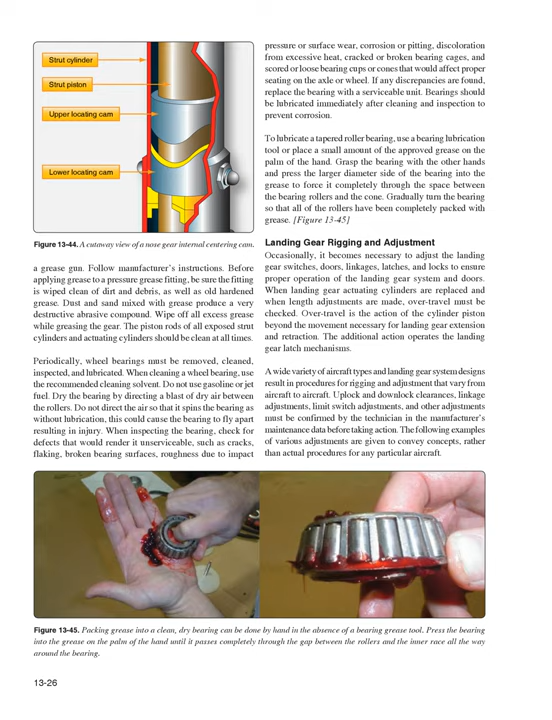 Strut cylinder
Strut piston
Upper locating cam
Lower locating cam
Figure 13-44. A cutaway view of a nose gear internal centering cam.
a grease gun. Follow manufacturer's instructions. Before
applying grease to a pressure grease fitting, be sure the fitting
is wiped clean of dirt and debris, as well as old hardened
grease. Dust and sand mixed with grease produce a very
destructive abrasive compound. Wipe off all excess grease
while greasing the gear. The piston rods of all exposed strut
cylinders and actuating cylinders should be clean at all times.
Periodically, wheel bearings must be removed, cleaned,
inspected, and lubricated. When cleaning a wheel bearing, use
the recommended cleaning solvent. Do not use gasoline or jet
fuel. Dry the bearing by directing a blast of dry air between
the rollers. Do not direct the air so that it spins the bearing as
without lubrication, this could cause the bearing to fly apart
resulting in injury. When inspecting the bearing, check for
defects that would render it unserviceable, such as cracks,
flaking, broken bearing surfaces, roughness due to impact
pressure or surface wear, corrosion or pitting, discoloration
from excessive heat, cracked or broken bearing cages, and
scored or loose bearing cups or cones that would affect proper
seating on the axle or wheel. If any discrepancies are found,
replace the bearing with a serviceable unit. Bearings should
be lubricated immediately after cleaning and inspection to
prevent corrosion.
To lubricate a tapered roller bearing, use a bearing lubrication
tool or place a small amount of the approved grease on the
palm of the hand. Grasp the bearing with the other hands
and press the larger diameter side of the bearing into the
grease to force it completely through the space between
the bearing rollers and the cone. Gradually turn the bearing
so that all of the rollers have been completely packed with
grease. [Figure 13-45]
Landing Gear Rigging and Adjustment
Occasionally, it becomes necessary to adjust the landing
gear switches, doors, linkages, latches, and locks to ensure
proper operation of the landing gear system and doors.
When landing gear actuating cylinders are replaced and
when length adjustments are made, over-travel must be
checked. Over-travel is the action of the cylinder piston
beyond the movement necessary for landing gear extension
and retraction. The additional action operates the landing
gear latch mechanisms.
A wide variety of aircraft types and landing gear system designs
result in procedures for rigging and adjustment that vary from
aircraft to aircraft. Uplock and downlock clearances, linkage
adjustments, limit switch adjustments, and other adjustments
must be confirmed by the technician in the manufacturer's
maintenance data before taking action. The following examples
of various adjustments are given to convey concepts, rather
than actual procedures for any particular aircraft.
Figure 13-45. Packing grease into a clean, dry bearing can be done by hand in the absence of a bearing grease tool. Press the bearing
into the grease on the palm of the hand until it passes completely through the gap between the rollers and the inner race all the way
around the bearing.
13-26